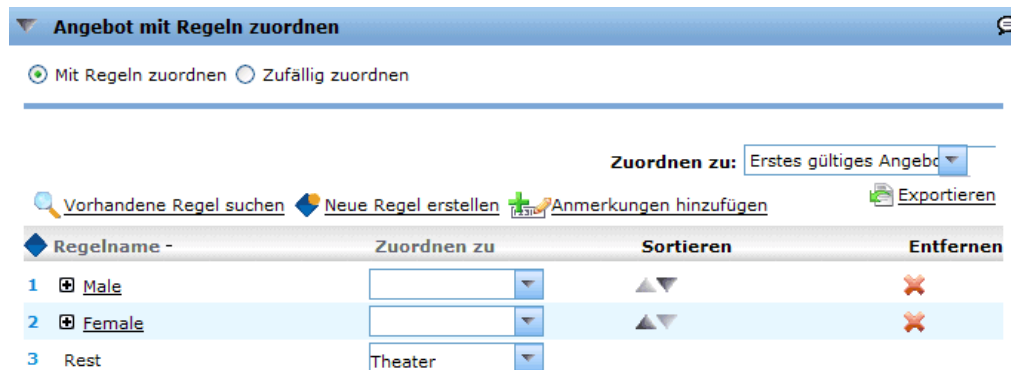 Angebot mit Regeln zuordnen
Mit Regeln zuordnen Zufällig zuordnen
Zuordnen zu: Erstes gültiges Angebo
Vorhandene Regel suchen Neue Regel erstellen Anmerkungen hinzufügen Exportieren
Regelname - Zuordnen zu Sortieren Entfernen
1 Male
2 Female
3 Rest Theater